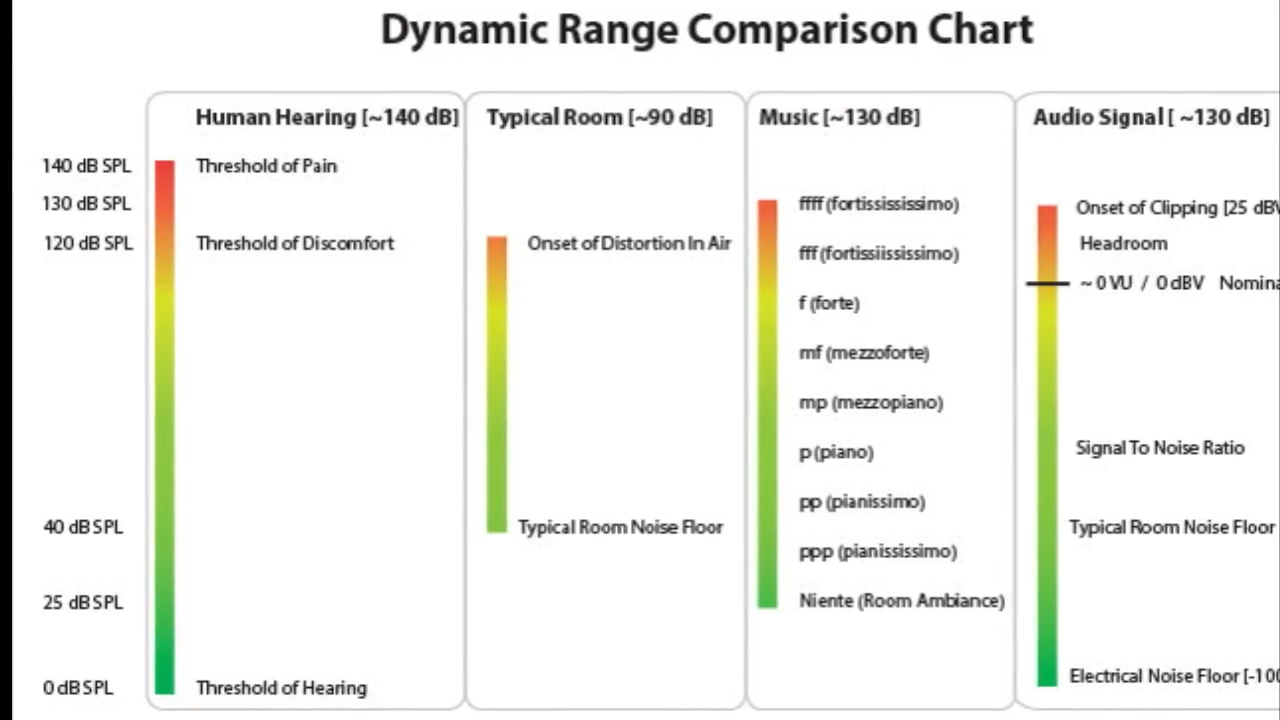 Dynamic Range Comparison Chart
Human Hearing [~140 dB]
Typical Room [~90 dB]
Music [~130 dB]
Audio Signal [ ~130 dB]
140 dB SPL
Threshold of Pain
130 dB SPL
120 dB SPL
Threshold of Discomfort
40 dB SPL
25 dB SPL
0 dB SPL
Threshold of Hearing
Onset of Distortion In Air
Typical Room Noise Floor
ffff (fortissississimo)
fff (fortissiississimo)
f (forte)
mf (mezzoforte)
mp (mezzopiano)
p (piano)
pp (pianissimo)
ppp (pianississimo)
Niente (Room Ambiance)
Onset of Clipping [25 dBV
Headroom
~ 0 VU / 0 dBV Nomina
Signal To Noise Ratio
Typical Room Noise Floor
Electrical Noise Floor [-100